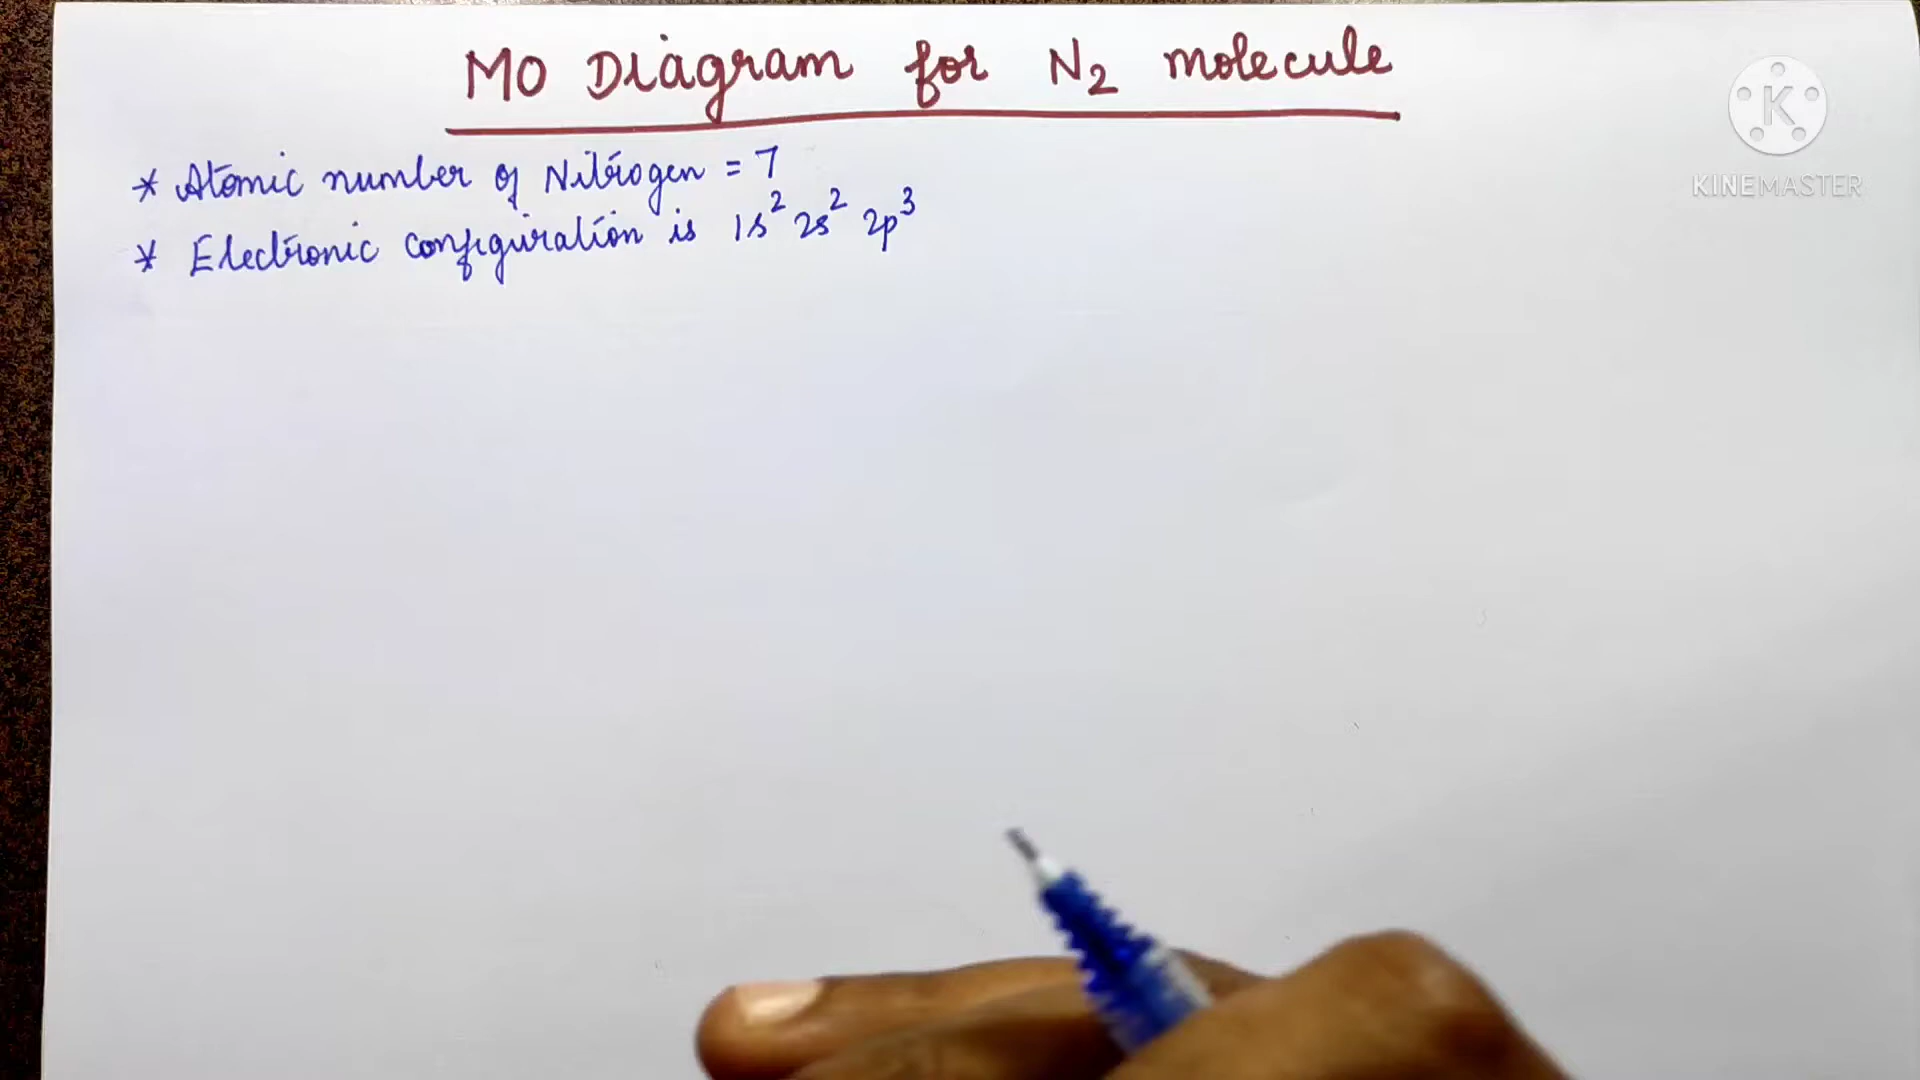 MO Diagram for N₂ molecule
K
KINEMASTER
* Atomic number of Nitrogen = 7
* Electronic configuration is 1s² 2s² 2p³